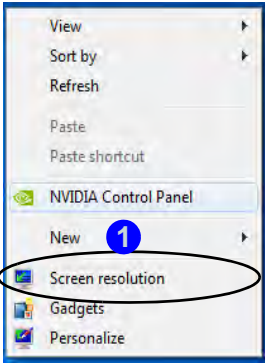 View
Sort by
Refresh
Paste
Paste shortcut
NVIDIA Control Panel
New 1
Screen resolution
Gadgets
Personalize